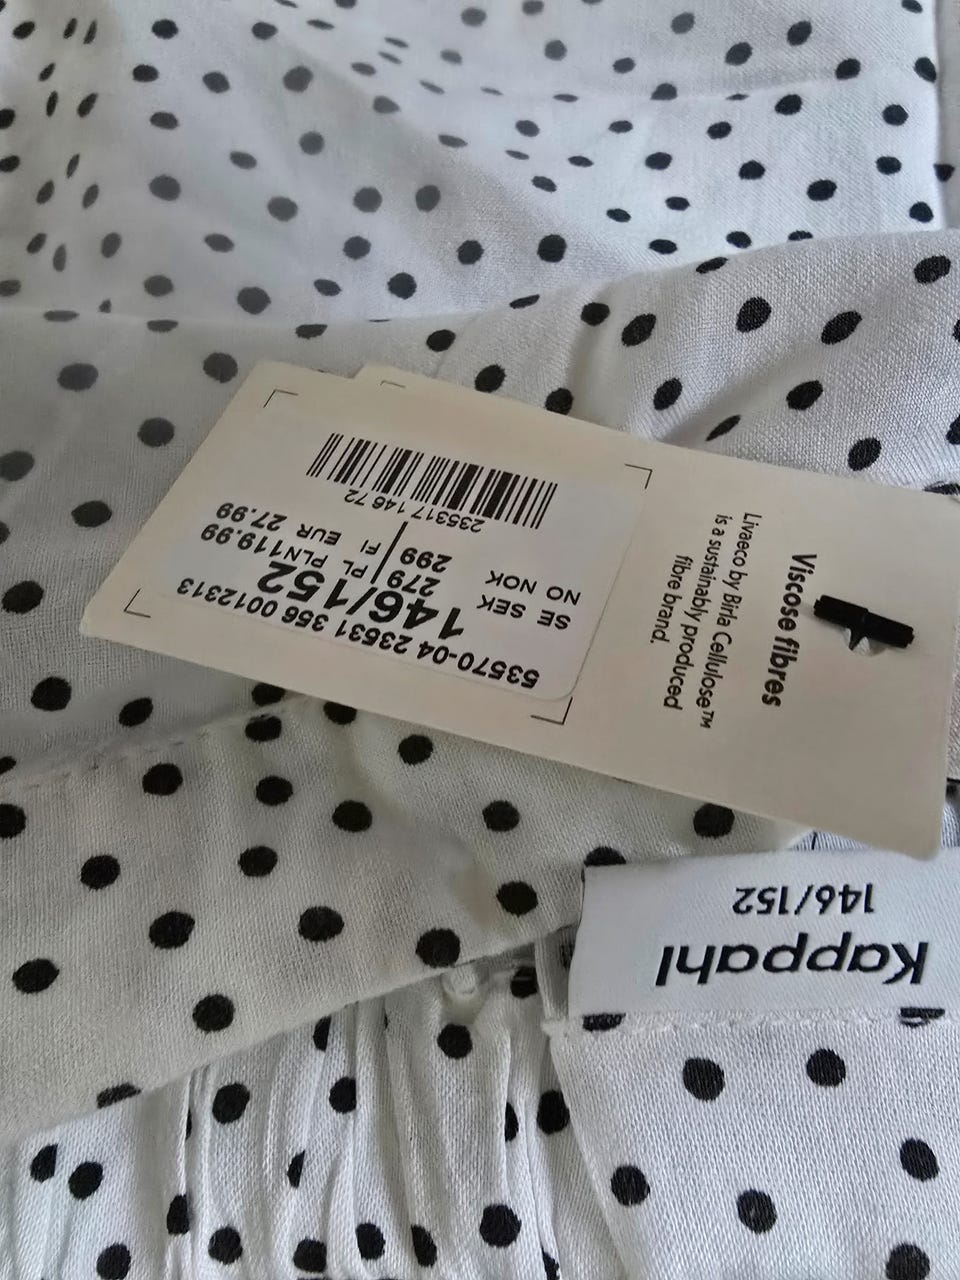 53570-04 23531 356 0012313
146/152
SE SEK 279 PL PLN119.99
NO NOK 299 FI EUR 27.99
235317 146 72
Viscose fibres
Livaeco by Birla Cellulose™
is a sustainably produced
fibre brand.
Kappahl
146/152